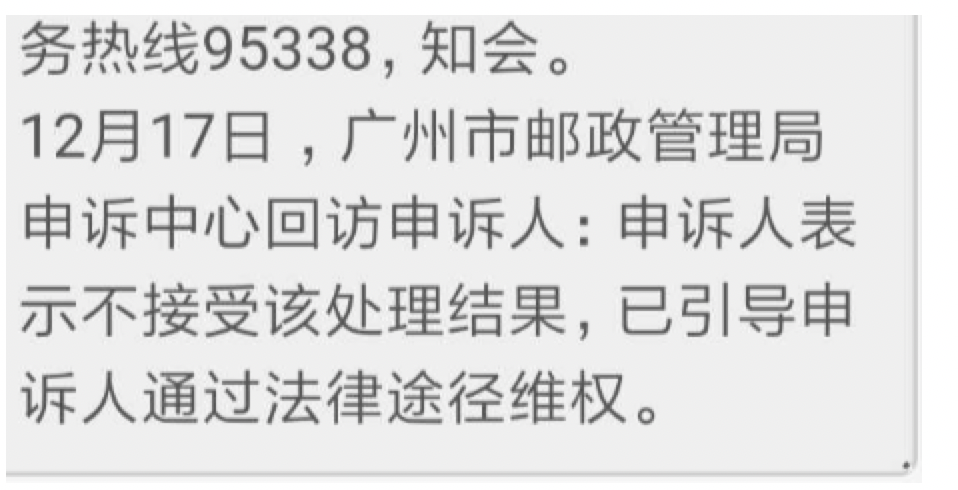 务热线95338, 知会。
12月17日，广州市邮政管理局
申诉中心回访申诉人: 申诉人表
示不接受该处理结果, 已引导申
诉人通过法律途径维权。